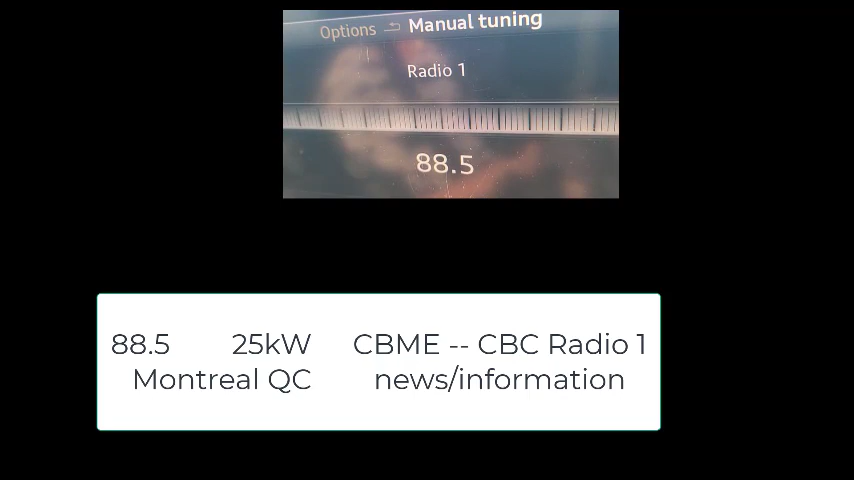 Options Manual tuning
Radio 1
88.5
88.5 25kW CBME -- CBC Radio 1
Montreal QC news/information